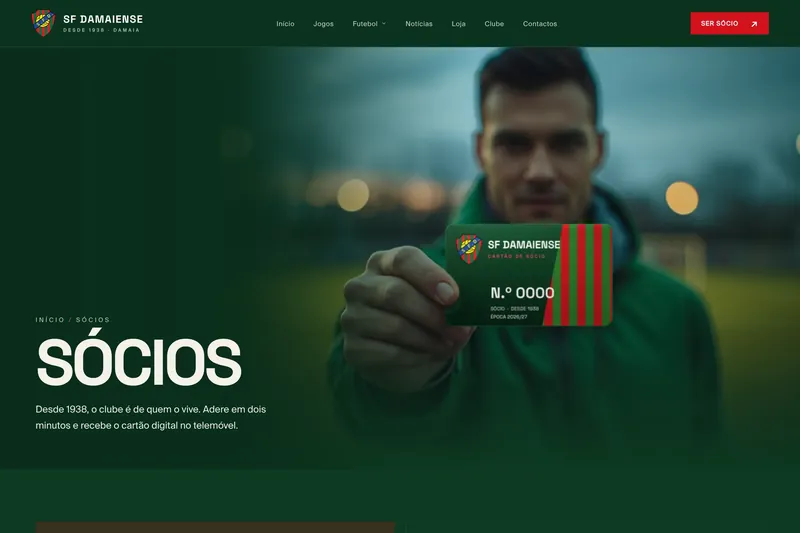 SF DAMAIENSE
DESDE 1938 · DAMAIA
Início
Jogos
Futebol
Notícias
Loja
Clube
Contactos
SER SÓCIO
SF DAMAIENSE
CARTÃO DE SÓCIO
N.º 0000
SÓCIO · DESDE 1938
ÉPOCA 2026/27
INÍCIO / SÓCIOS
SÓCIOS
Desde 1938, o clube é de quem o vive. Adere em dois
minutos e recebe o cartão digital no telemóvel.